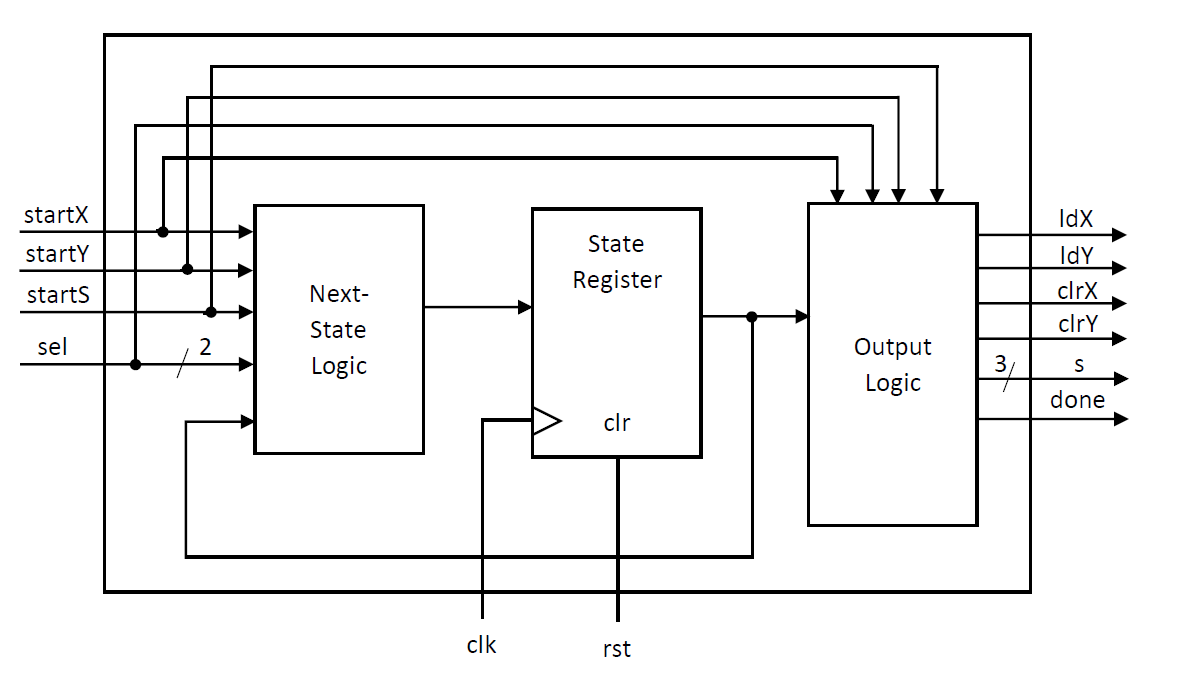 startX
startY
startS
sel
2
Next-
State
Logic
State
Register
clr
Output
Logic
ldX
ldY
clrX
clrY
3
s
done
clk
rst